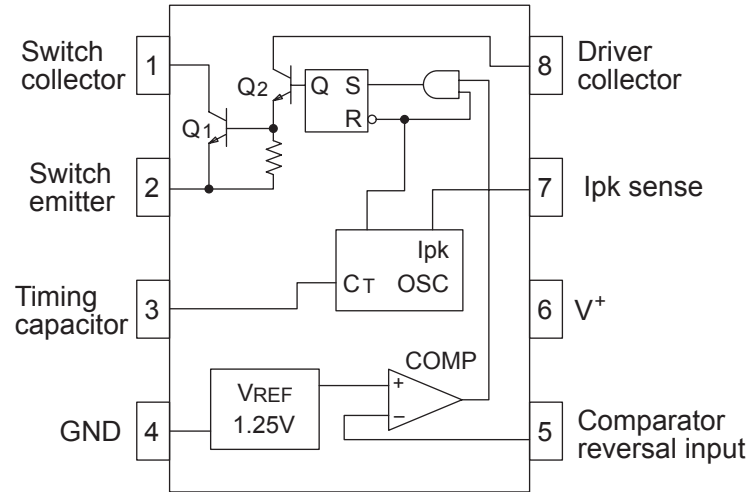 Switch
collector
1
Q1
Q2
Q S
R
8
Driver
collector
Switch
emitter
2
7
Ipk sense
Timing
capacitor
3
Ipk
CT OSC
6
V+
GND
4
VREF
1.25V
COMP
+
−
5
Comparator
reversal input